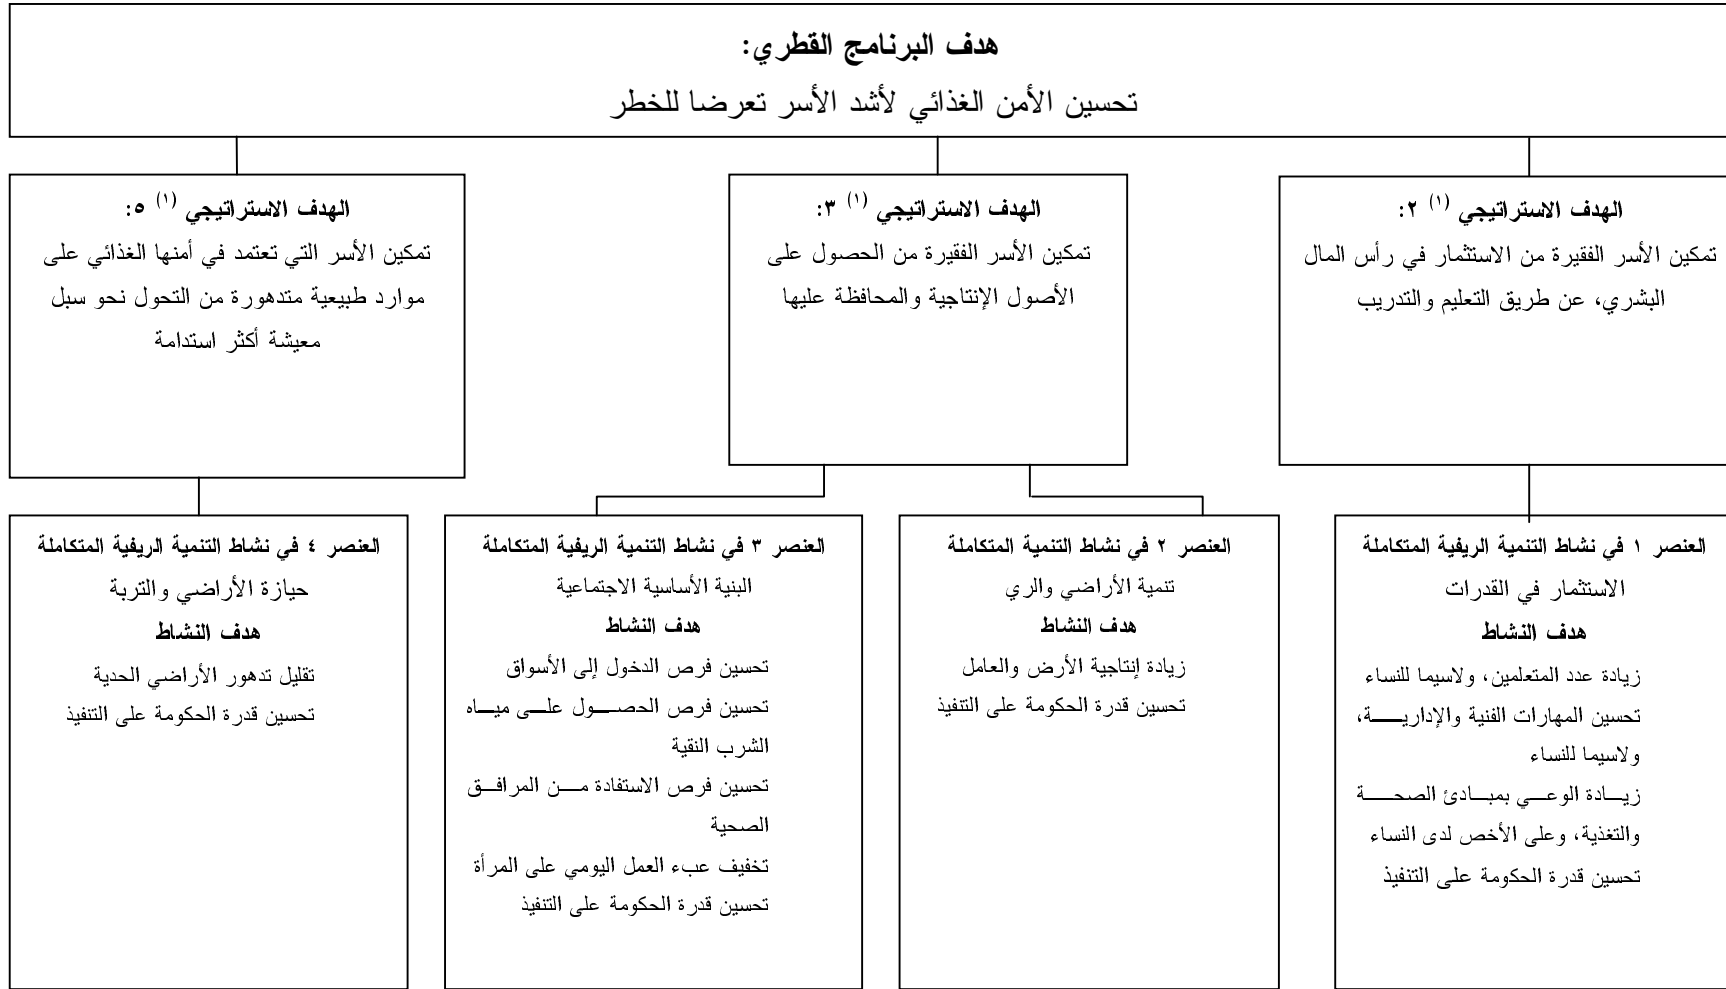 هدف البرنامج القطري:
تحسين الأمن الغذائي لأشد الأسر تعرضا للخطر
الهدف الاستراتيجي (١) ٢:
تمكين الأسر الفقيرة من الاستثمار في رأس المال
البشري، عن طريق التعليم والتدريب
الهدف الاستراتيجي (١) ٣:
تمكين الأسر الفقيرة من الحصول على
الأصول الإنتاجية والمحافظة عليها
الهدف الاستراتيجي (١) ٥:
تمكين الأسر التي تعتمد في أمنها الغذائي على
موارد طبيعية متدهورة من التحول نحو سبل
معيشة أكثر استدامة
العنصر ١ في نشاط التنمية الريفية المتكاملة
الاستثمار في القدرات
هدف النشاط
زيادة عدد المتعلمين، ولاسيما للنساء
تحسين المهارات الفنية والإدارية،
ولاسيما للنساء
زيادة الوعي بمبادئ الصحة
والتغذية، وعلى الأخص لدى النساء
تحسين قدرة الحكومة على التنفيذ
العنصر ٢ في نشاط التنمية المتكاملة
تنمية الأراضي والري
هدف النشاط
زيادة إنتاجية الأرض والعامل
تحسين قدرة الحكومة على التنفيذ
العنصر ٣ في نشاط التنمية الريفية المتكاملة
البنية الأساسية الاجتماعية
هدف النشاط
تحسين فرص الدخول إلى الأسواق
تحسين فرص الحصول على مياه
الشرب النقية
تحسين فرص الاستفادة من المرافق
الصحية
تخفيف عبء العمل اليومي على المرأة
تحسين قدرة الحكومة على التنفيذ
العنصر ٤ في نشاط التنمية الريفية المتكاملة
حيازة الأراضي والتربة
هدف النشاط
تقليل تدهور الأراضي الحدية
تحسين قدرة الحكومة على التنفيذ